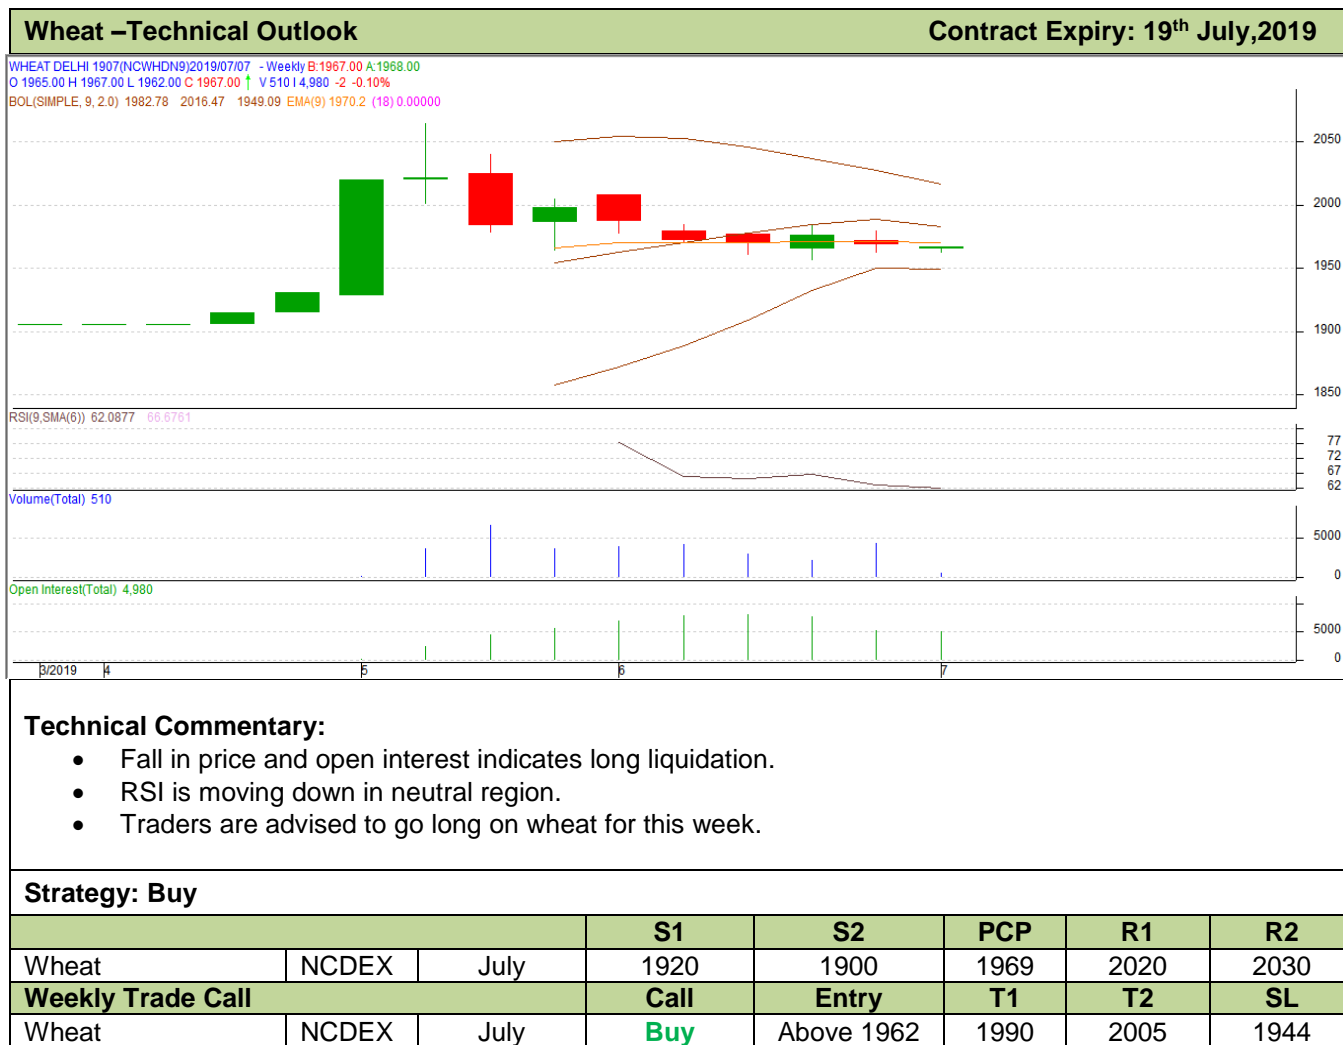 Wheat –Technical Outlook Contract Expiry: 19th July,2019
WHEAT DELHI 1907(NCWHDN9)2019/07/07 - Weekly B:1967.00 A:1968.00
O 1965.00 H 1967.00 L 1962.00 C 1967.00 ↑ V 510 I 4,980 -2 -0.10%
BOL(SIMPLE, 9, 2.0) 1982.78 2016.47 1949.09 EMA(9) 1970.2 (18) 0.00000
2050
2000
1950
1900
1850
RSI(9,SMA(6)) 62.0877 66.6761
77
72
67
62
Volume(Total) 510
5000
0
Open Interest(Total) 4,980
5000
0
3/2019 4 5 6 7
Technical Commentary:
• Fall in price and open interest indicates long liquidation.
• RSI is moving down in neutral region.
• Traders are advised to go long on wheat for this week.
Strategy: Buy
S1 S2 PCP R1 R2
Wheat NCDEX July 1920 1900 1969 2020 2030
Weekly Trade Call Call Entry T1 T2 SL
Wheat NCDEX July Buy Above 1962 1990 2005 1944